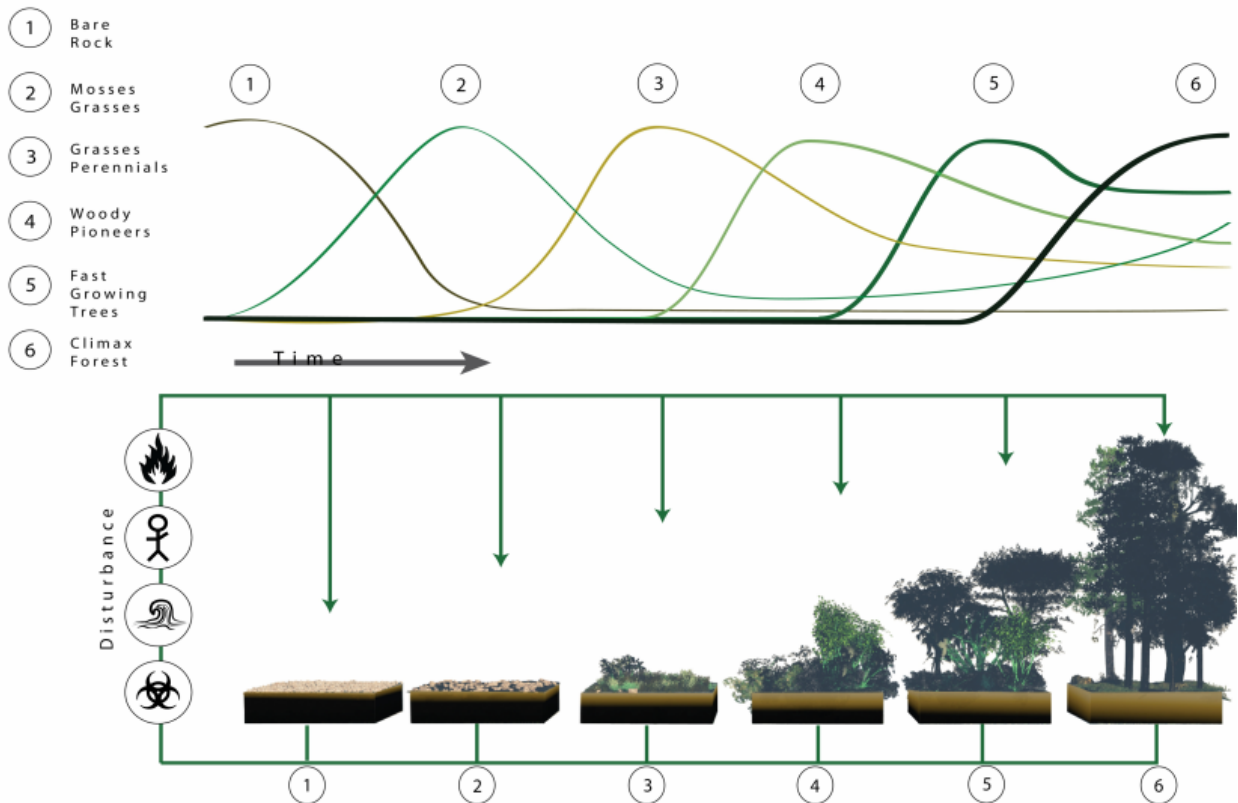 1 Bare
Rock
2 Mosses
Grasses
3 Grasses
Perennials
4 Woody
Pioneers
5 Fast
Growing
Trees
6 Climax
Forest
1 2 3 4 5 6
Time
Disturbance
1 2 3 4 5 6